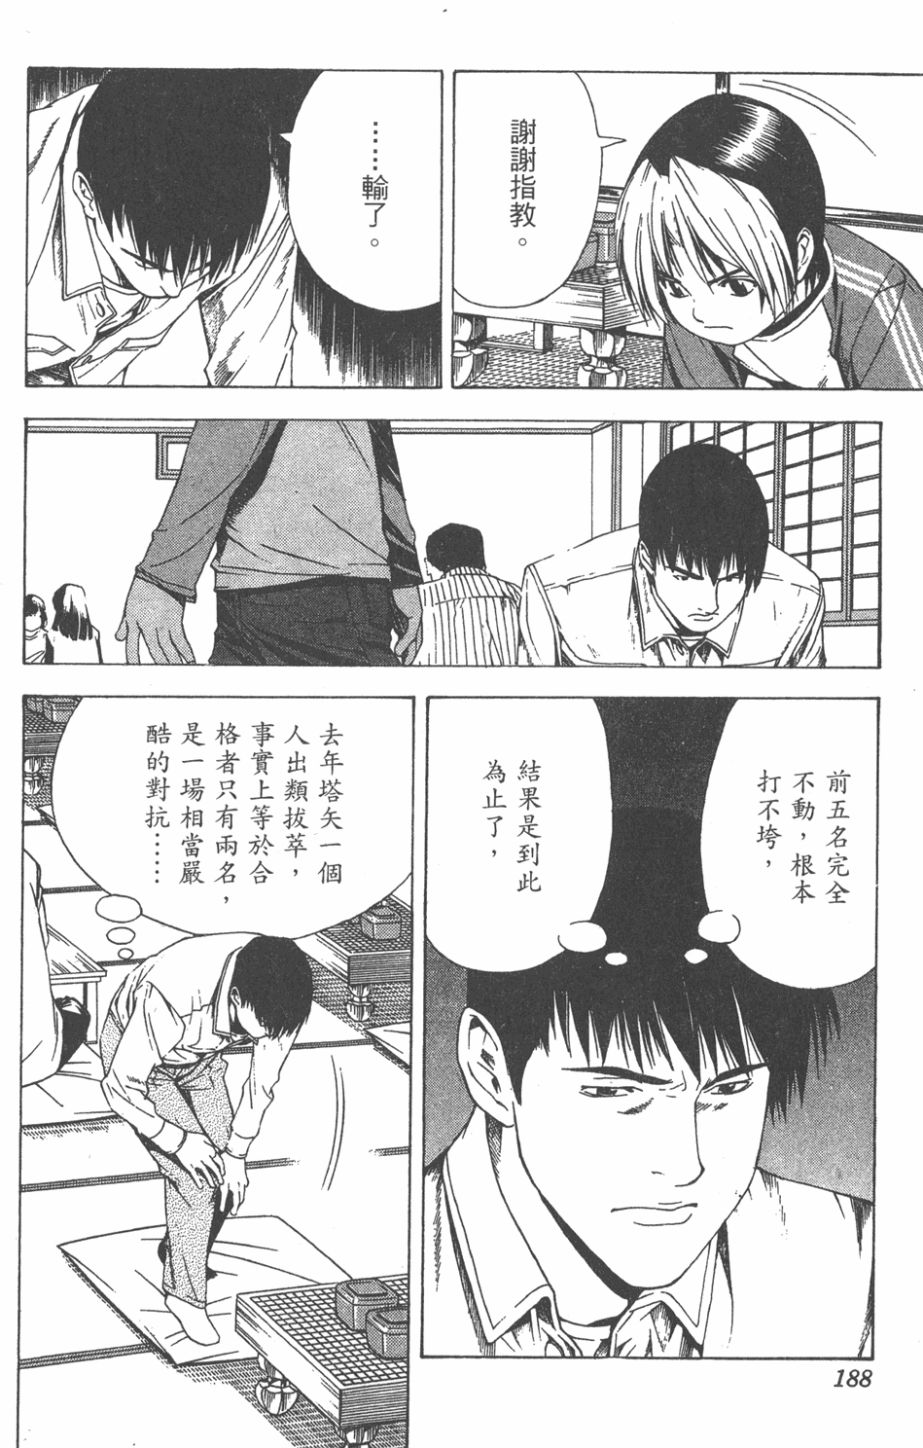 謝謝指教。
……輸了。
前五名完全
不動，根本
打不垮，
結果是到此
為止了，
去年塔矢一個
人出類拔萃，
事實上等於合
格者只有兩名，
是一場相當嚴
酷的對抗……
188